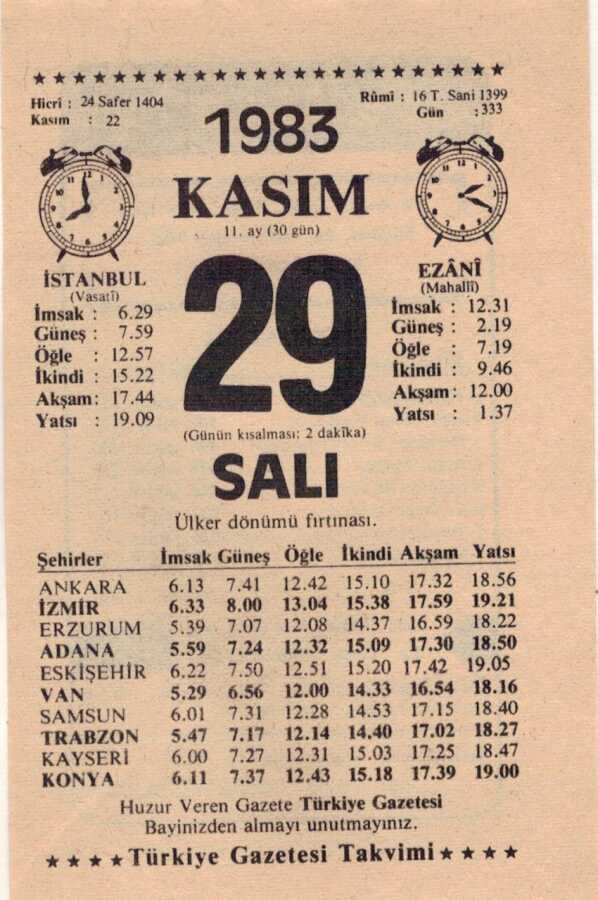 ★ ★ ★ ★ ★ ★ ★ ★ ★ ★ ★ ★ ★ ★ ★ ★ ★ ★ ★ ★ ★ ★ ★ ★
Hicrî : 24 Safer 1404
Kasım : 22
1983
Rûmî : 16 T. Sani 1399
Gün : 333
KASIM
11. ay (30 gün)
29
(Günün kısalması: 2 dakîka)
İSTANBUL
(Vasatî)
İmsak : 6.29
Güneş : 7.59
Öğle : 12.57
İkindi : 15.22
Akşam: 17.44
Yatsı : 19.09
EZÂNÎ
(Mahallî)
İmsak : 12.31
Güneş : 2.19
Öğle : 7.19
İkindi : 9.46
Akşam: 12.00
Yatsı : 1.37
SALI
Ülker dönümü fırtınası.
Şehirler İmsak Güneş Öğle İkindi Akşam Yatsı
ANKARA 6.13 7.41 12.42 15.10 17.32 18.56
İZMİR 6.33 8.00 13.04 15.38 17.59 19.21
ERZURUM 5.39 7.07 12.08 14.37 16.59 18.22
ADANA 5.59 7.24 12.32 15.09 17.30 18.50
ESKİŞEHİR 6.22 7.50 12.51 15.20 17.42 19.05
VAN 5.29 6.56 12.00 14.33 16.54 18.16
SAMSUN 6.01 7.31 12.28 14.53 17.15 18.40
TRABZON 5.47 7.17 12.14 14.40 17.02 18.27
KAYSERİ 6.00 7.27 12.31 15.03 17.25 18.47
KONYA 6.11 7.37 12.43 15.18 17.39 19.00
Huzur Veren Gazete Türkiye Gazetesi
Bayinizden almayı unutmayınız.
★ ★ ★ ★ Türkiye Gazetesi Takvimi ★ ★ ★ ★